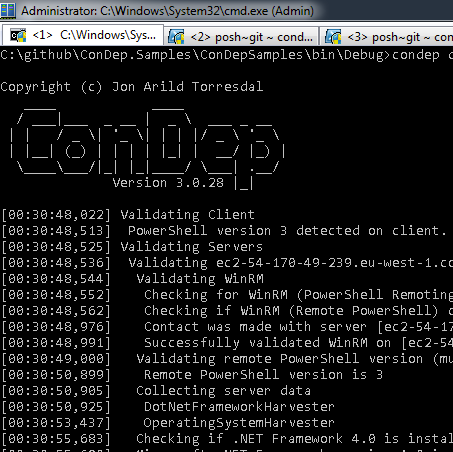 Administrator: C:\Windows\System32\cmd.exe (Admin)
<1> C:\Windows\Sys...
<2> posh~git ~ cond...
<3> posh~git ~ con
C:\github\ConDep.Samples\ConDepSamples\bin\Debug>condep
Copyright (c) Jon Arild Torresdal
ConDep
Version 3.0.28
[00:30:48,022] Validating Client
[00:30:48,513] PowerShell version 3 detected on client.
[00:30:48,525] Validating Servers
[00:30:48,536] Validating ec2-54-170-49-239.eu-west-1.co
[00:30:48,544] Validating WinRM
[00:30:48,552] Checking for WinRM (PowerShell Remoting
[00:30:48,562] Checking if WinRM (Remote PowerShell)
[00:30:48,976] Contact was made with server [ec2-54-17
[00:30:48,991] Successfully validated WinRM on [ec2-54
[00:30:49,000] Validating remote PowerShell version (mu
[00:30:50,899] Remote PowerShell version is 3
[00:30:50,905] Collecting server data
[00:30:50,925] DotNetFrameworkHarvester
[00:30:53,437] OperatingSystemHarvester
[00:30:55,683] Checking if .NET Framework 4.0 is instal